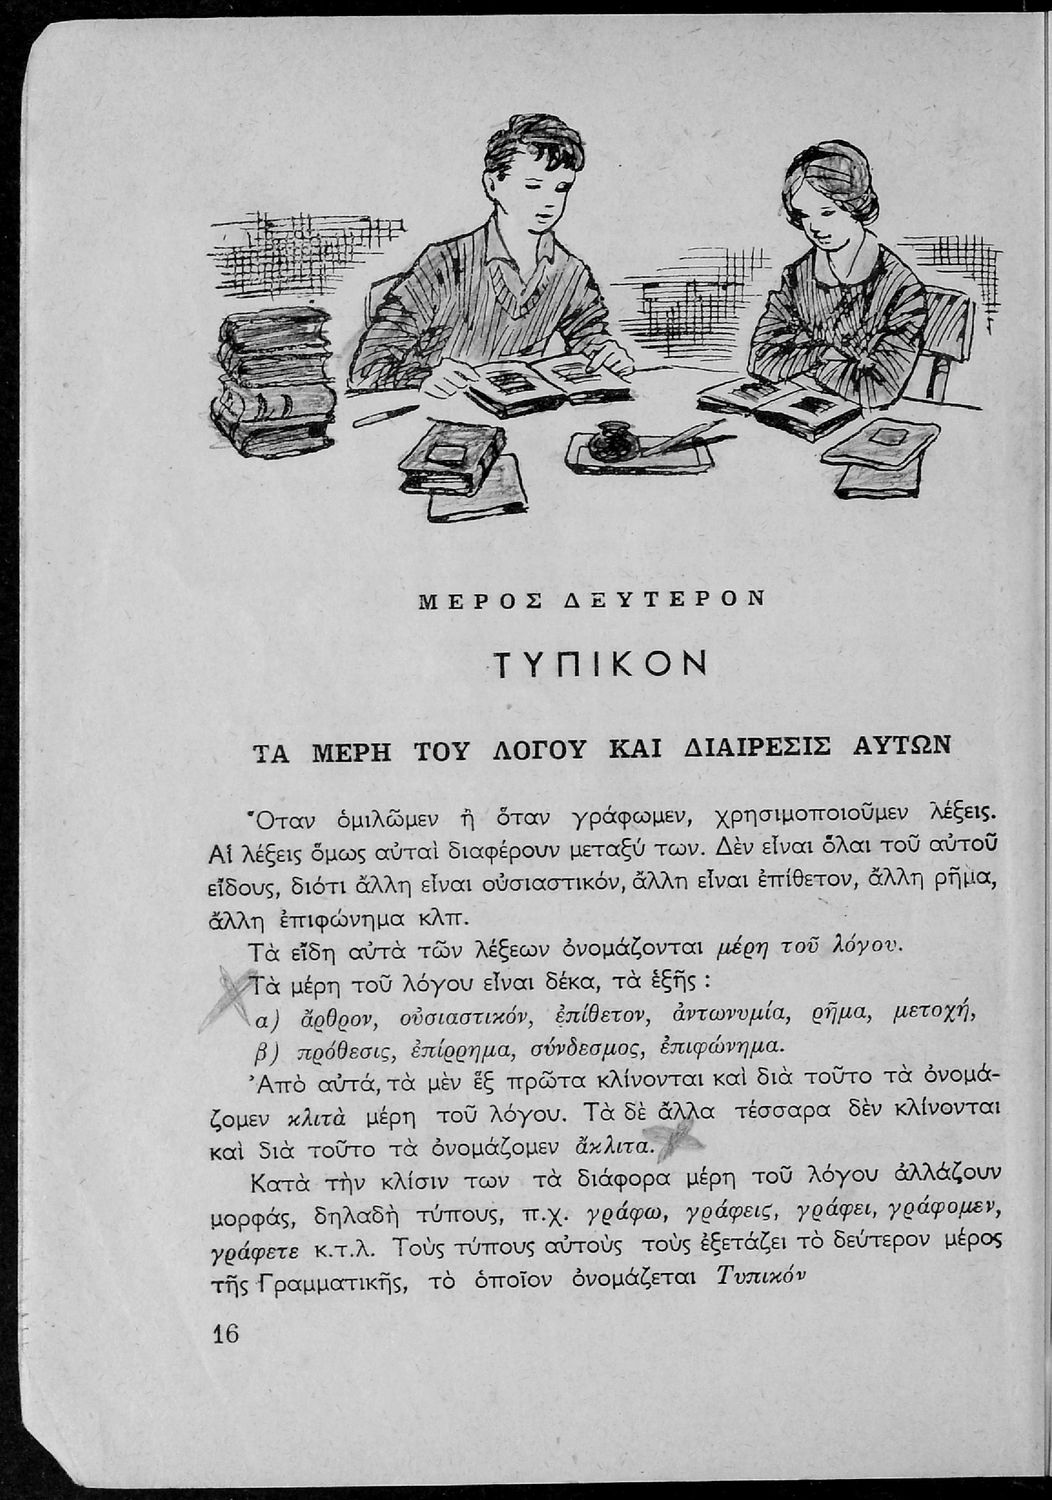 ΜΕΡΟΣ ΔΕΥΤΕΡΟΝ
ΤΥΠΙΚΟΝ
ΤΑ ΜΕΡΗ ΤΟΥ ΛΟΓΟΥ ΚΑΙ ΔΙΑΙΡΕΣΙΣ ΑΥΤΩΝ
Ὅταν ὁμιλῶμεν ἢ ὅταν γράφωμεν, χρησιμοποιοῦμεν λέξεις.
Αἱ λέξεις ὅμως αὐταὶ διαφέρουν μεταξύ των. Δὲν εἶναι ὅλαι τοῦ αὐτοῦ
εἴδους, διότι ἄλλη εἶναι οὐσιαστικόν, ἄλλη εἶναι ἐπίθετον, ἄλλη ρῆμα,
ἄλλη ἐπιφώνημα κλπ.
Τὰ εἴδη αὐτὰ τῶν λέξεων ὀνομάζονται μέρη τοῦ λόγου.
Τὰ μέρη τοῦ λόγου εἶναι δέκα, τὰ ἑξῆς :
α) ἄρθρον, οὐσιαστικόν, ἐπίθετον, ἀντωνυμία, ρῆμα, μετοχή,
β) πρόθεσις, ἐπίρρημα, σύνδεσμος, ἐπιφώνημα.
Ἀπὸ αὐτά, τὰ μὲν ἓξ πρῶτα κλίνονται καὶ διὰ τοῦτο τὰ ὀνομά-
ζομεν κλιτὰ μέρη τοῦ λόγου. Τὰ δὲ ἄλλα τέσσαρα δὲν κλίνονται
καὶ διὰ τοῦτο τὰ ὀνομάζομεν ἄκλιτα.
Κατὰ τὴν κλίσιν των τὰ διάφορα μέρη τοῦ λόγου ἀλλάζουν
μορφάς, δηλαδὴ τύπους, π.χ. γράφω, γράφεις, γράφει, γράφομεν,
γράφετε κ.τ.λ. Τοὺς τύπους αὐτοὺς τοὺς ἐξετάζει τὸ δεύτερον μέρος
τῆς Γραμματικῆς, τὸ ὁποῖον ὀνομάζεται Τυπικόν
16